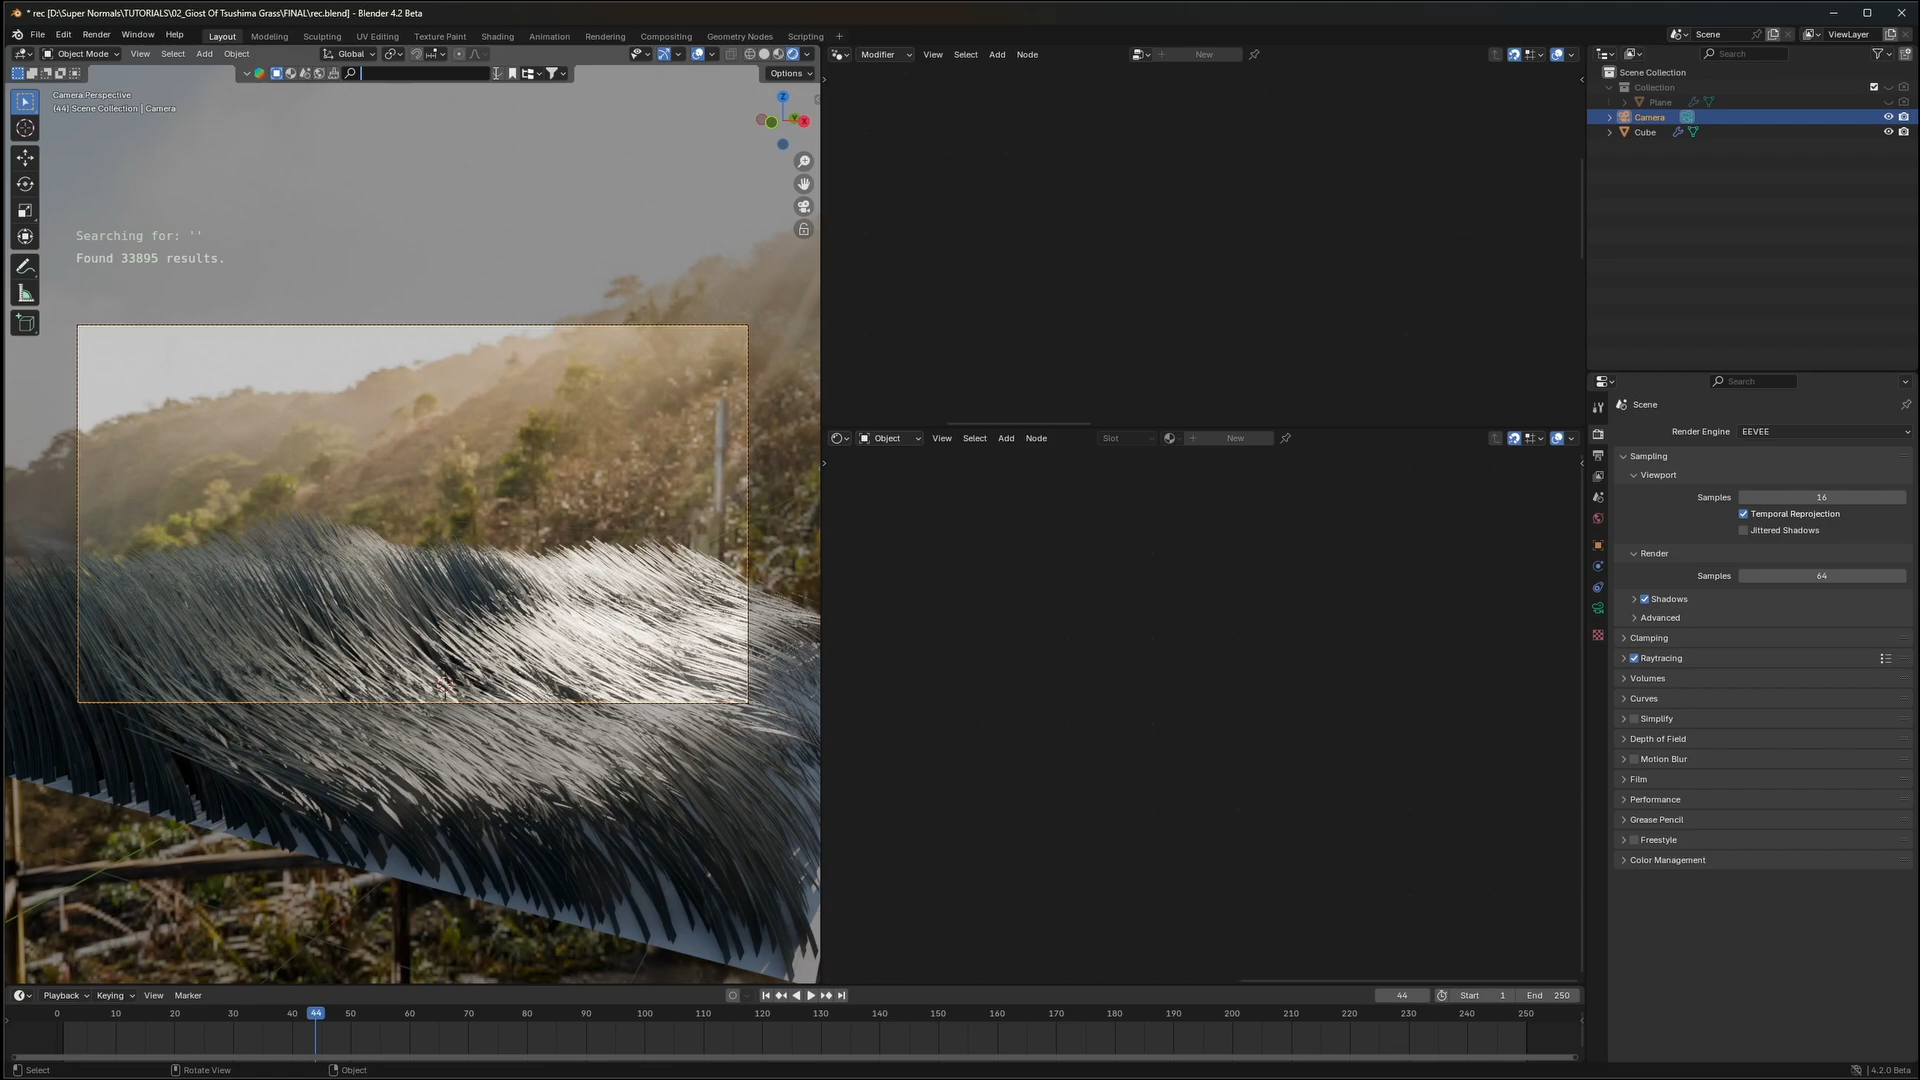 * rec [D:\Super Normals\TUTORIALS\02_Giost Of Tsushima Grass\FINAL\rec.blend] - Blender 4.2 Beta
File Edit Render Window Help Layout Modeling Sculpting UV Editing Texture Paint Shading Animation Rendering Compositing Geometry Nodes Scripting + Scene ViewLayer
Object Mode View Select Add Object Global
Options
Modifier View Select Add Node New
Search
Camera Perspective
(44) Scene Collection | Camera
Z
Y
X
Searching for: ''
Found 33895 results.
Object View Select Add Node Slot New
Scene Collection
Collection
Plane
Camera
Cube
Search
Scene
Render Engine EEVEE
Sampling
Viewport
Samples 16
Temporal Reprojection
Jittered Shadows
Render
Samples 64
Shadows
Advanced
Clamping
Raytracing
Volumes
Curves
Simplify
Depth of Field
Motion Blur
Film
Performance
Grease Pencil
Freestyle
Color Management
Playback Keying View Marker 44 Start 1 End 250
0 10 20 30 40 44 50 60 70 80 90 100 110 120 130 140 150 160 170 180 190 200 210 220 230 240 250
Select Rotate View Object 4.2.0 Beta